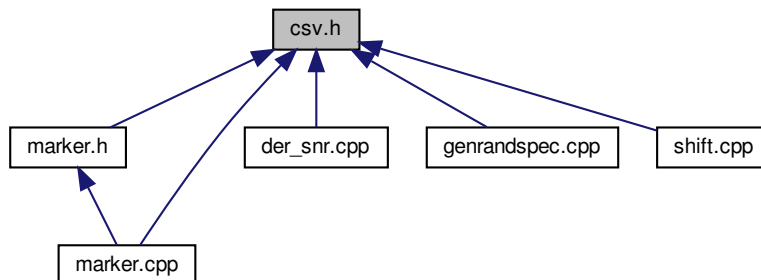 csv.h
marker.h
der_snr.cpp
genrandspec.cpp
shift.cpp
marker.cpp